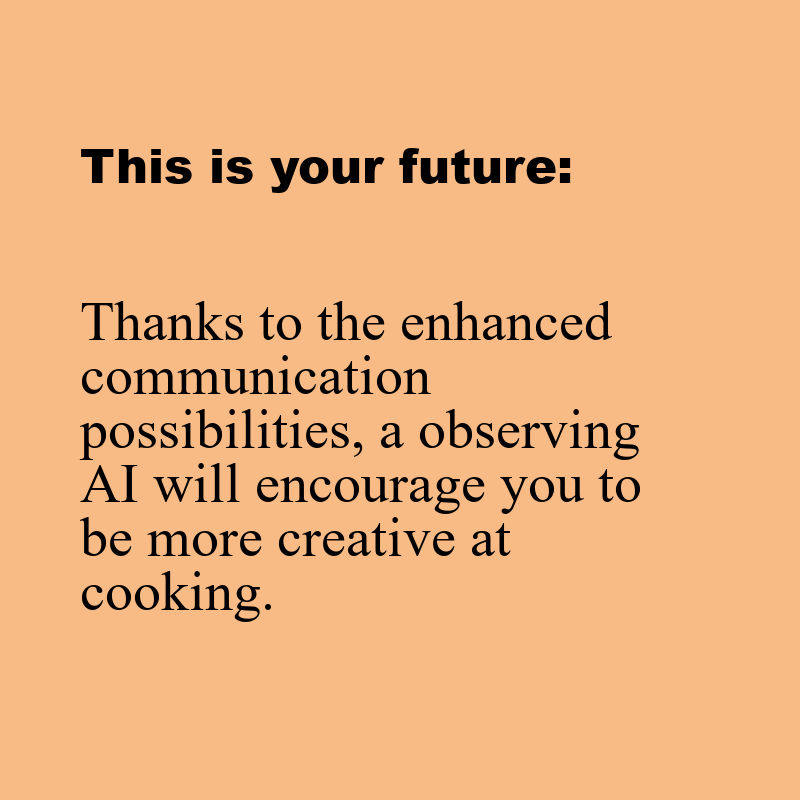 This is your future:
Thanks to the enhanced
communication
possibilities, a observing
AI will encourage you to
be more creative at
cooking.